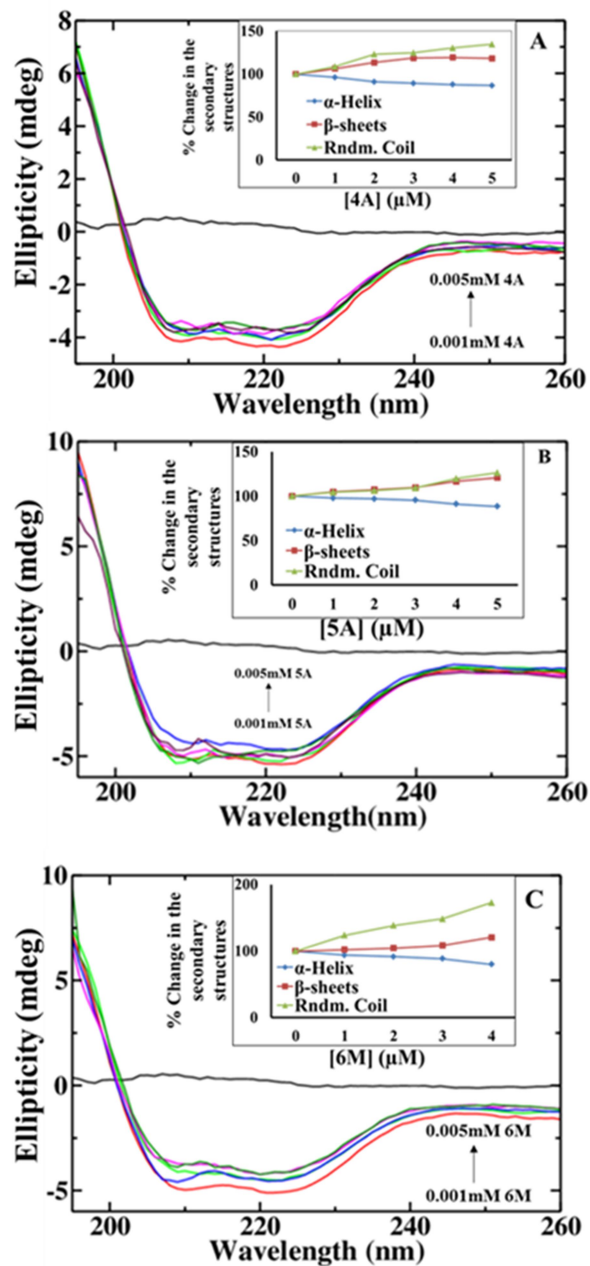 A
8
6
4
2
0
-2
-4
Ellipticity (mdeg)
% Change in the
secondary
structures
150
100
50
0
α-Helix
β-sheets
Rndm. Coil
0 1 2 3 4 5
[4A] (µM)
0.005mM 4A
0.001mM 4A
200 220 240 260
Wavelength (nm)
B
10
5
0
-5
Ellipticity (mdeg)
% Change in the
secondary
structures
150
100
50
0
α-Helix
β-sheets
Rndm. Coil
0 1 2 3 4 5
[5A] (µM)
0.005mM 5A
0.001mM 5A
200 220 240 260
Wavelength(nm)
C
10
5
0
-5
Ellipticity (mdeg)
% Change in the
secondary
structures
200
100
0
α-Helix
β-sheets
Rndm. Coil
0 1 2 3 4
[6M] (µM)
0.005mM 6M
0.001mM 6M
200 220 240 260
Wavelength (nm)